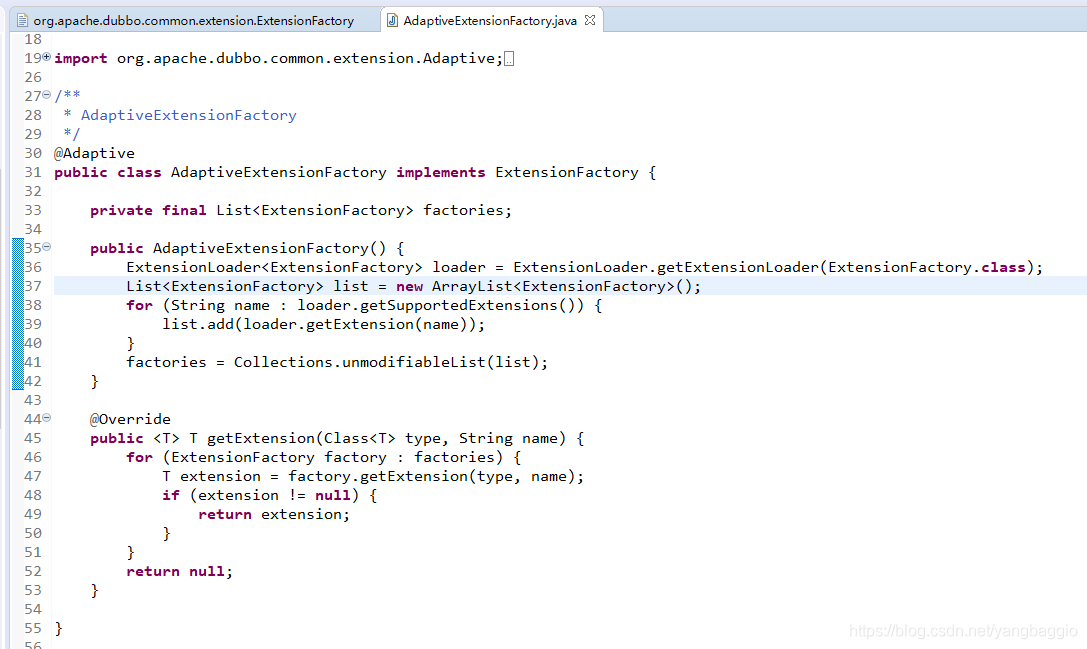 org.apache.dubbo.common.extension.ExtensionFactory
AdaptiveExtensionFactory.java
18
19 import org.apache.dubbo.common.extension.Adaptive;
26
27 /**
28 * AdaptiveExtensionFactory
29 */
30 @Adaptive
31 public class AdaptiveExtensionFactory implements ExtensionFactory {
32
33 private final List<ExtensionFactory> factories;
34
35 public AdaptiveExtensionFactory() {
36 ExtensionLoader<ExtensionFactory> loader = ExtensionLoader.getExtensionLoader(ExtensionFactory.class);
37 List<ExtensionFactory> list = new ArrayList<ExtensionFactory>();
38 for (String name : loader.getSupportedExtensions()) {
39 list.add(loader.getExtension(name));
40 }
41 factories = Collections.unmodifiableList(list);
42 }
43
44 @Override
45 public <T> T getExtension(Class<T> type, String name) {
46 for (ExtensionFactory factory : factories) {
47 T extension = factory.getExtension(type, name);
48 if (extension != null) {
49 return extension;
50 }
51 }
52 return null;
53 }
54
55 }
56
https://blog.csdn.net/yangbaggio